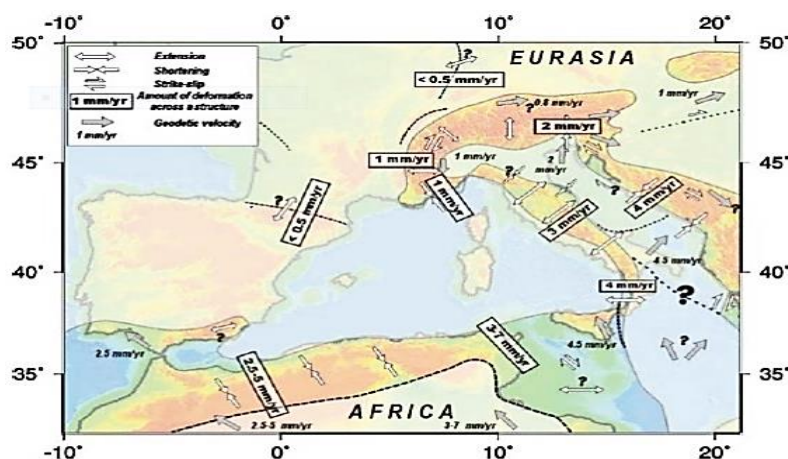 -10° 0° 10° 20°
50° 50°
Extension
Shortening
Strike-slip
1 mm/yr Amount of deformation across a structure
1 mm/yr Geodetic velocity
EURASIA
?
<0.5 mm/yr
0.8 mm/yr
?
1 mm/yr
2 mm/yr
1 mm/yr
1 mm/yr
2 mm/yr
?
?
45° 45°
1 mm/yr
?
<0.5 mm/yr
3 mm/yr
4 mm/yr
?
?
40° 40°
4.5 mm/yr
4 mm/yr
?
?
?
2.5 mm/yr
4.5 mm/yr
3-7 mm/yr
2.5-5 mm/yr
35° 35°
?
AFRICA
2.5-5 mm/yr
3-7 mm/yr
-10° 0° 10° 20°